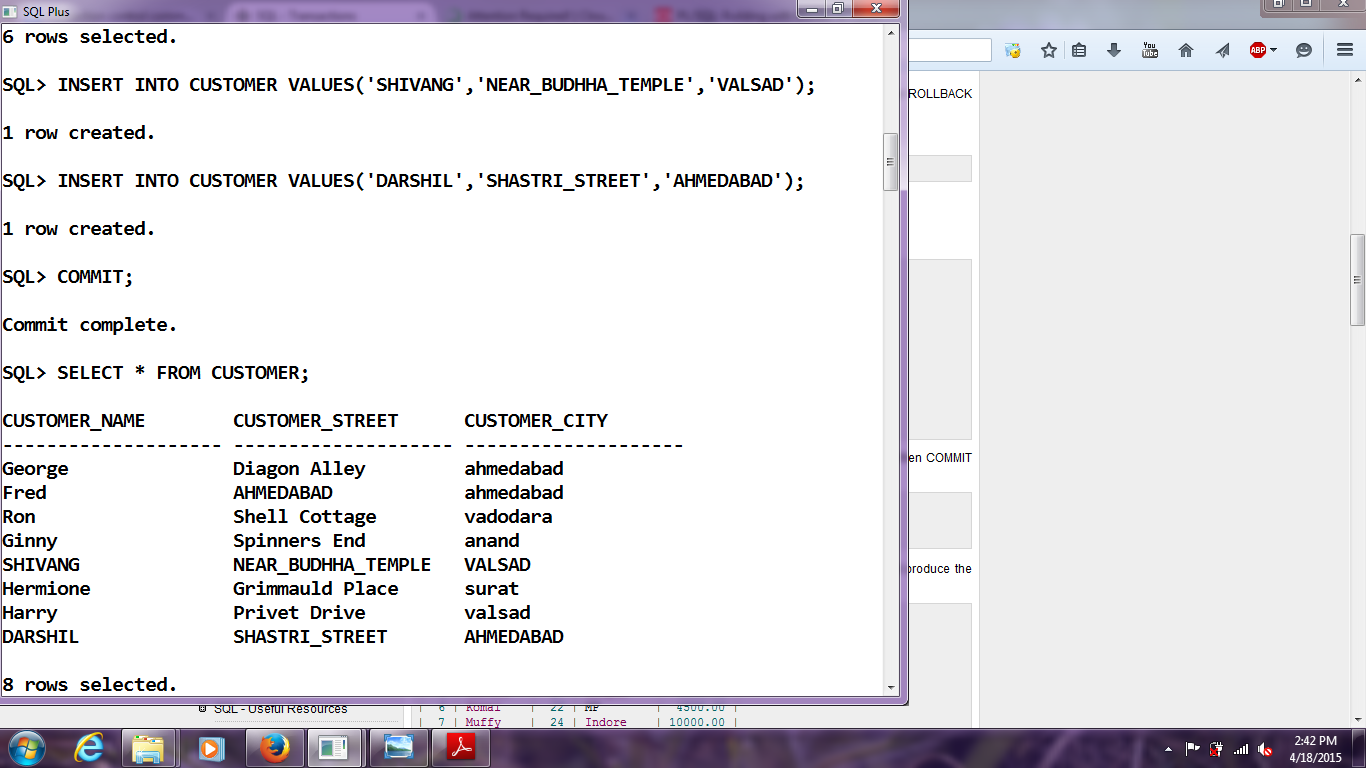 SQL Plus
6 rows selected.
SQL> INSERT INTO CUSTOMER VALUES('SHIVANG','NEAR_BUDHHA_TEMPLE','VALSAD');
1 row created.
SQL> INSERT INTO CUSTOMER VALUES('DARSHIL','SHASTRI_STREET','AHMEDABAD');
1 row created.
SQL> COMMIT;
Commit complete.
SQL> SELECT * FROM CUSTOMER;
CUSTOMER_NAME CUSTOMER_STREET CUSTOMER_CITY
-------------------- -------------------- --------------------
George Diagon Alley ahmedabad
Fred AHMEDABAD ahmedabad
Ron Shell Cottage vadodara
Ginny Spinners End anand
SHIVANG NEAR_BUDHHA_TEMPLE VALSAD
Hermione Grimmauld Place surat
Harry Privet Drive valsad
DARSHIL SHASTRI_STREET AHMEDABAD
8 rows selected.
You Tube
ABP
ROLLBACK
en COMMIT
produce the
SQL - Useful Resources
| 6 | Komal | 22 | MP | 4500.00 |
| 7 | Muffy | 24 | Indore | 10000.00 |
2:42 PM
4/18/2015